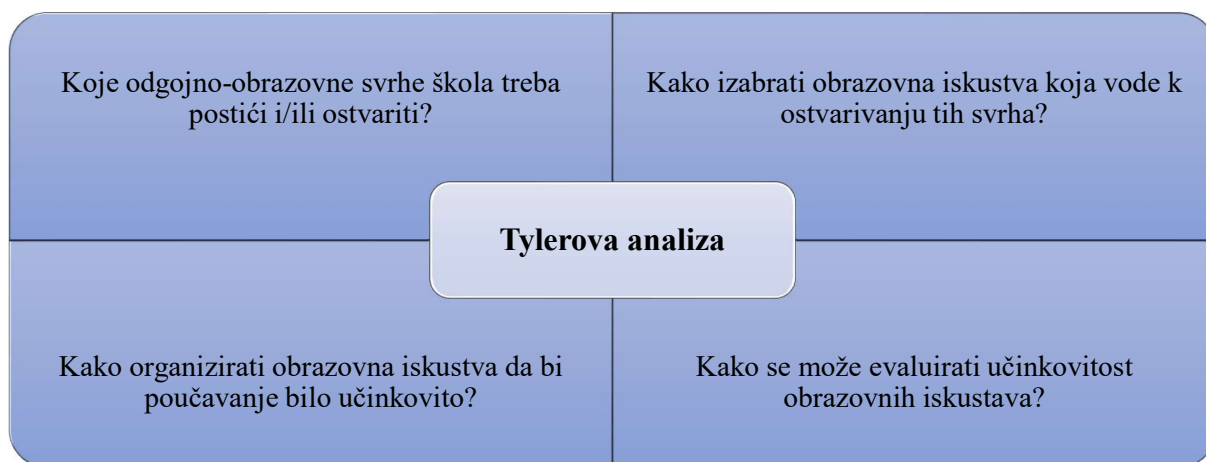 Koje odgojno-obrazovne svrhe škola treba
postići i/ili ostvariti?
Kako izabrati obrazovna iskustva koja vode k
ostvarivanju tih svrha?
Tylerova analiza
Kako organizirati obrazovna iskustva da bi
poučavanje bilo učinkovito?
Kako se može evaluirati učinkovitost
obrazovnih iskustava?